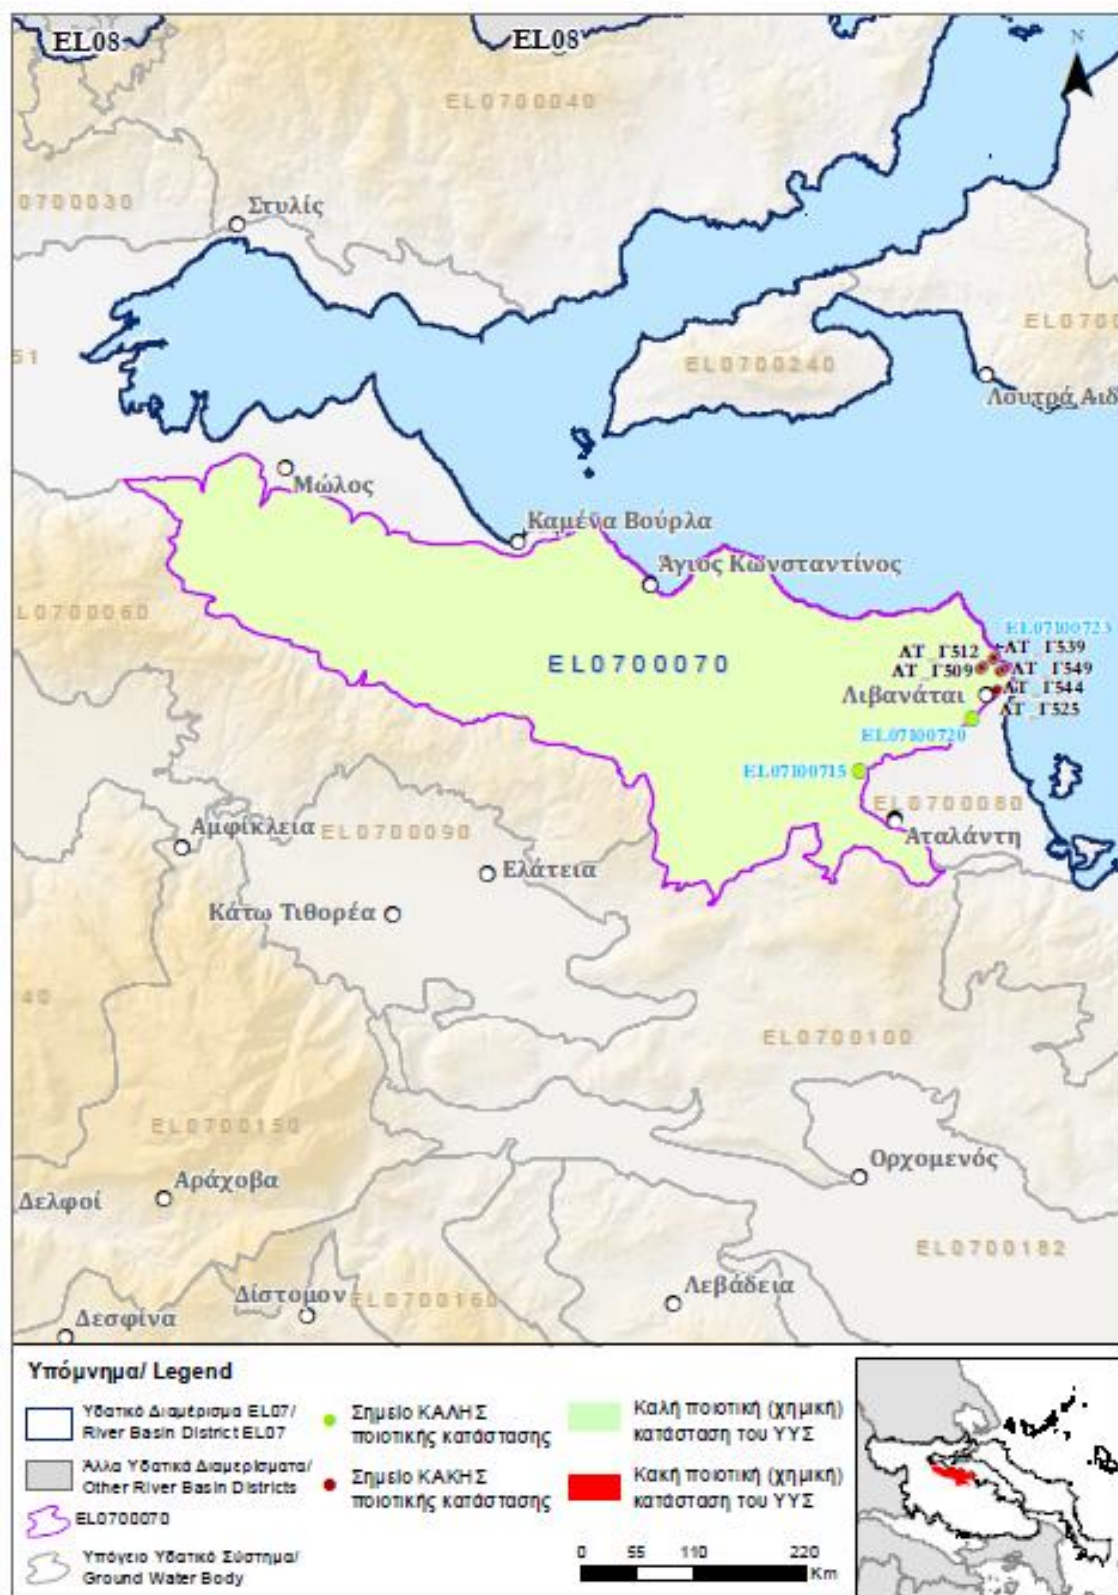 EL08
EL08
N
EL0700040
0700030
Στυλίς
EL0700
51
EL0700240
Λουτρά Αιδ
Μώλος
Καμένα Βούρλα
Άγιος Κωνσταντίνος
L0700060
EL07100723
ΑΤ_Γ512
ΑΤ_Γ539
EL0700070
ΑΤ_Γ509
ΑΤ_Γ549
Λιβανάται
ΑΤ_Γ544
ΑΤ_Γ525
EL07100720
EL07100715
EL0700080
Αμφίκλεια
EL0700090
Αταλάντη
Ελάτεια
Κάτω Τιθορέα
40
EL0700100
EL0700150
Ορχομενός
Αράχοβα
Δελφοί
EL0700182
Δίστομον
EL0700160
Λεβάδεια
Δεσφίνα
Υπόμνημα/ Legend
Υδατικό Διαμέρισμα EL07/
River Basin District EL07
Άλλα Υδατικά Διαμερίσματα/
Other River Basin Districts
EL0700070
Υπόγειο Υδατικό Σύστημα/
Ground Water Body
Σημείο ΚΑΛΗΣ
ποιοτικής κατάστασης
Σημείο ΚΑΚΗΣ
ποιοτικής κατάστασης
Καλή ποιοτική (χημική)
κατάσταση του ΥΥΣ
Κακή ποιοτική (χημική)
κατάσταση του ΥΥΣ
0 55 110 220
Km